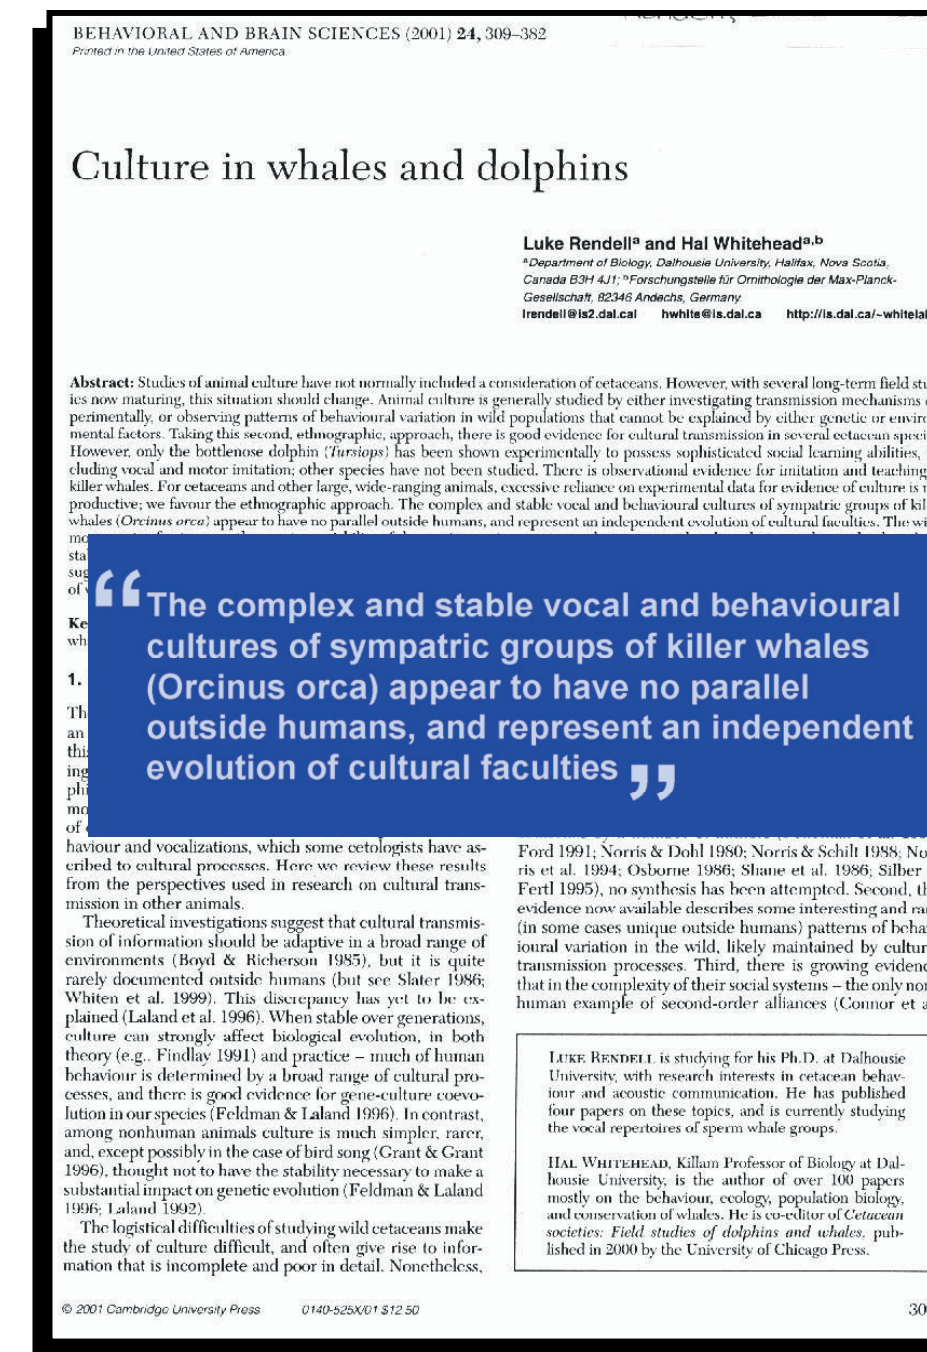 BEHAVIORAL AND BRAIN SCIENCES (2001) 24, 309–382
Printed in the United States of America
Culture in whales and dolphins
Luke Rendellᵃ and Hal Whiteheadᵃ,ᵇ
ᵃDepartment of Biology, Dalhousie University, Halifax, Nova Scotia,
Canada B3H 4J1; ᵇForschungstelle für Ornithologie der Max-Planck-
Gesellschaft, 82346 Andechs, Germany
lrendell@is2.dal.cal hwhite@is.dal.ca http://is.dal.ca/~whitelab
Abstract: Studies of animal culture have not normally included a consideration of cetaceans. However, with several long-term field stu
ies now maturing, this situation should change. Animal culture is generally studied by either investigating transmission mechanisms
perimentally, or observing patterns of behavioural variation in wild populations that cannot be explained by either genetic or enviro
mental factors. Taking this second, ethnographic, approach, there is good evidence for cultural transmission in several cetacean speci
However, only the bottlenose dolphin (Tursiops) has been shown experimentally to possess sophisticated social learning abilities,
cluding vocal and motor imitation; other species have not been studied. There is observational evidence for imitation and teaching
killer whales. For cetaceans and other large, wide-ranging animals, excessive reliance on experimental data for evidence of culture is
productive; we favour the ethnographic approach. The complex and stable vocal and behavioural cultures of sympatric groups of kil
whales (Orcinus orca) appear to have no parallel outside humans, and represent an independent evolution of cultural faculties. The wi
mo
sta
sug
of
“The complex and stable vocal and behavioural
cultures of sympatric groups of killer whales
(Orcinus orca) appear to have no parallel
outside humans, and represent an independent
evolution of cultural faculties”
Ke
wh
1.
Th
an
thi
ing
phi
mo
of
haviour and vocalizations, which some cetologists have as-
cribed to cultural processes. Here we review these results
from the perspectives used in research on cultural trans-
mission in other animals.
Theoretical investigations suggest that cultural transmis-
sion of information should be adaptive in a broad range of
environments (Boyd & Richerson 1985), but it is quite
rarely documented outside humans (but see Slater 1986;
Whiten et al. 1999). This discrepancy has yet to be ex-
plained (Laland et al. 1996). When stable over generations,
culture can strongly affect biological evolution, in both
theory (e.g., Findlay 1991) and practice – much of human
behaviour is determined by a broad range of cultural pro-
cesses, and there is good evidence for gene-culture coevo-
lution in our species (Feldman & Laland 1996). In contrast,
among nonhuman animals culture is much simpler, rarer,
and, except possibly in the case of bird song (Grant & Grant
1996), thought not to have the stability necessary to make a
substantial impact on genetic evolution (Feldman & Laland
1996; Laland 1992).
The logistical difficulties of studying wild cetaceans make
the study of culture difficult, and often give rise to infor-
mation that is incomplete and poor in detail. Nonetheless,
Ford 1991; Norris & Dohl 1980; Norris & Schilt 1988; No
ris et al. 1994; Osborne 1986; Shane et al. 1986; Silber
Fertl 1995), no synthesis has been attempted. Second, th
evidence now available describes some interesting and ra
(in some cases unique outside humans) patterns of behav
ioural variation in the wild, likely maintained by cultur
transmission processes. Third, there is growing evidenc
that in the complexity of their social systems – the only non
human example of second-order alliances (Connor et a
LUKE RENDELL is studying for his Ph.D. at Dalhousie
University, with research interests in cetacean behav-
iour and acoustic communication. He has published
four papers on these topics, and is currently studying
the vocal repertoires of sperm whale groups.
HAL WHITEHEAD, Killam Professor of Biology at Dal-
housie University, is the author of over 100 papers
mostly on the behaviour, ecology, population biology,
and conservation of whales. He is co-editor of Cetacean
societies: Field studies of dolphins and whales, pub-
lished in 2000 by the University of Chicago Press.
© 2001 Cambridge University Press 0140-525X/01 $12.50
30